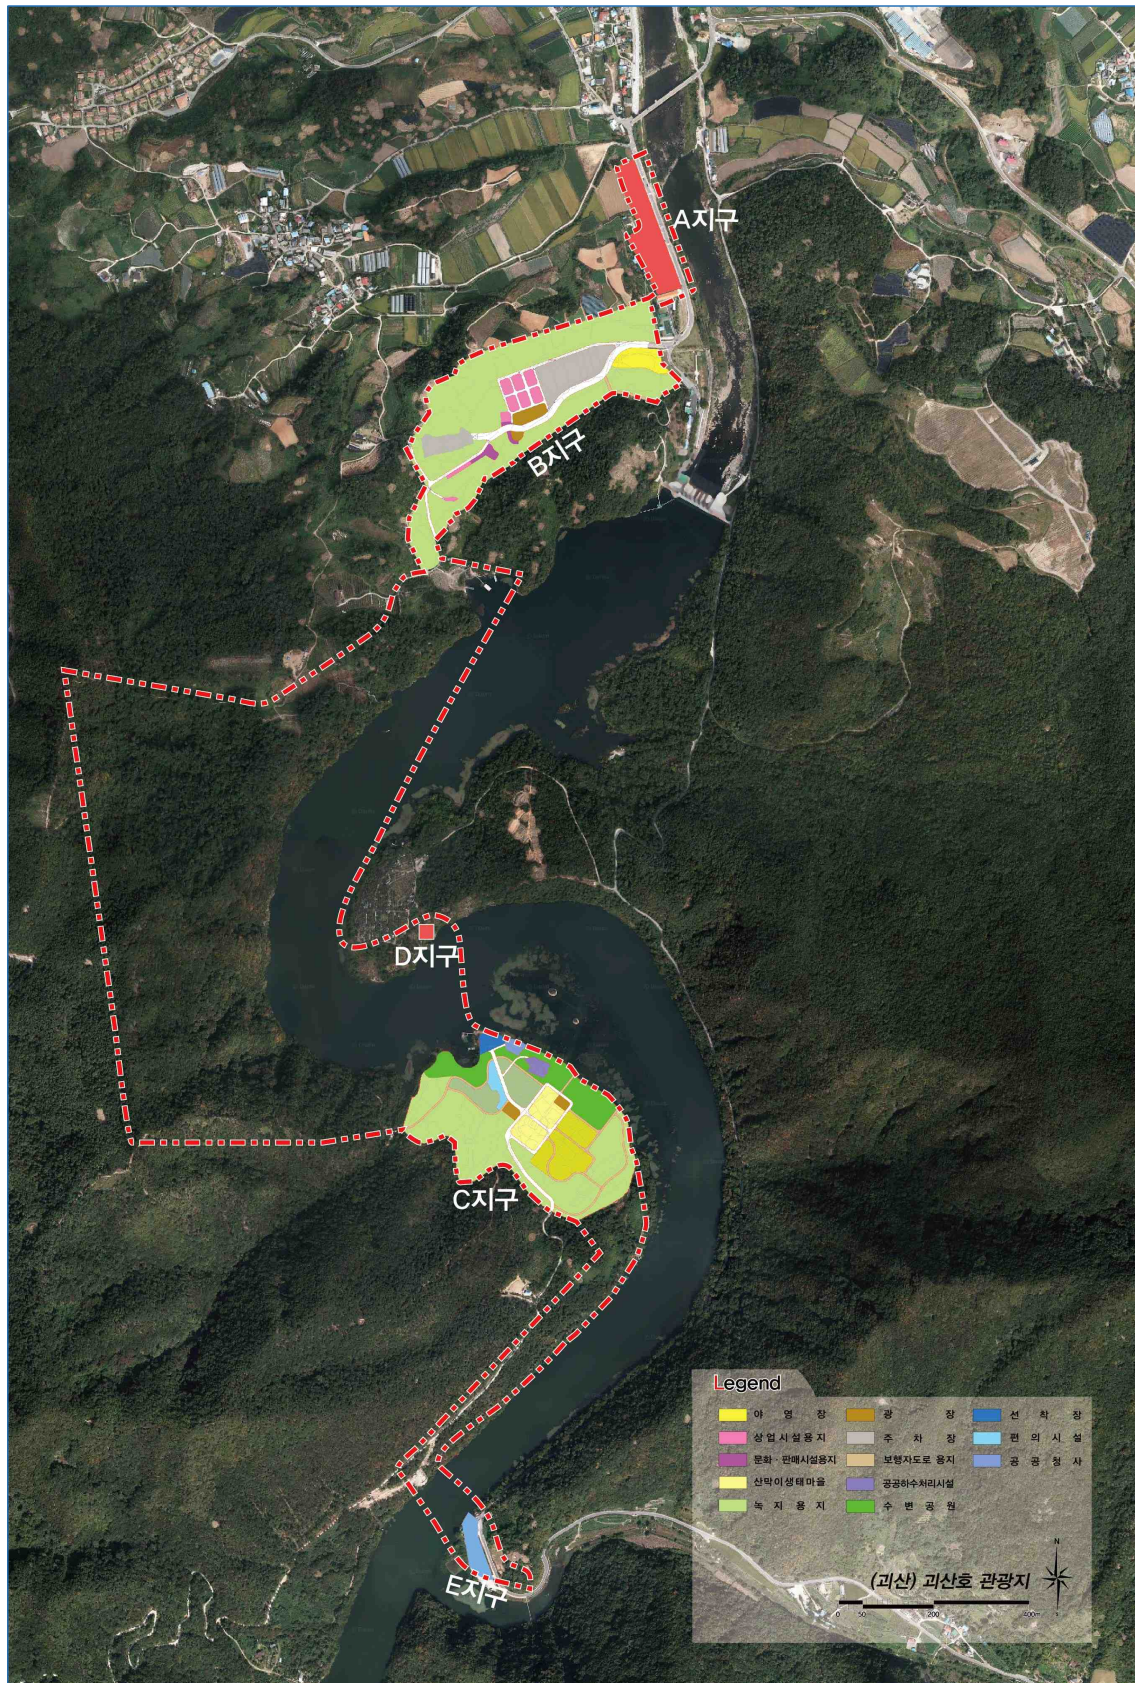 A지구
B지구
D지구
C지구
E지구
Legend
야영장 광장 선착장
상업시설용지 주차장 편의시설
문화·판매시설용지 보행자도로 용지 공공청사
산막이생태마을 공공하수처리시설
녹지용지 수변공원
N
(괴산) 괴산호 관광지
0 50 200 400m